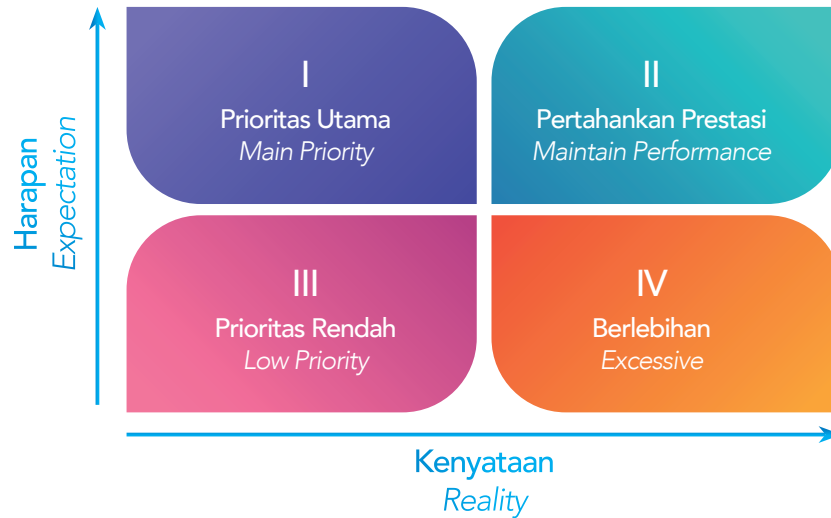 Harapan
Expectation
I
Prioritas Utama
Main Priority
II
Pertahankan Prestasi
Maintain Performance
III
Prioritas Rendah
Low Priority
IV
Berlebihan
Excessive
Kenyataan
Reality